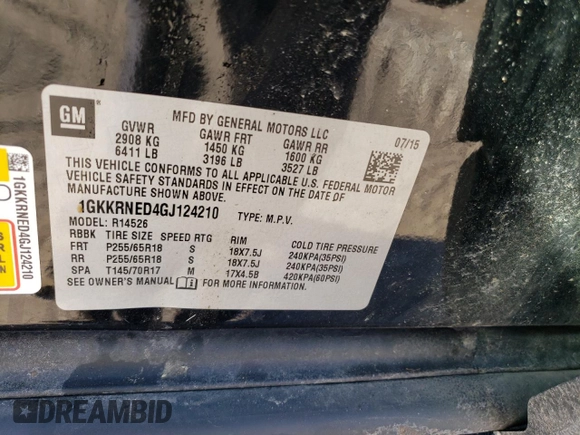 GM
MFD BY GENERAL MOTORS LLC
07/15
GVWR GAWR FRT GAWR RR
2908 KG 1450 KG 1600 KG
6411 LB 3196 LB 3527 LB
THIS VEHICLE CONFORMS TO ALL APPLICABLE U.S. FEDERAL MOTOR
VEHICLE SAFETY STANDARDS IN EFFECT ON THE DATE OF
MANUFACTURE SHOWN ABOVE.
1GKKRNED4GJ124210 TYPE: M.P.V.
MODEL: R14526
RBBK TIRE SIZE SPEED RTG RIM COLD TIRE PRESSURE
FRT P255/65R18 S 18X7.5J 240KPA(35PSI)
RR P255/65R18 S 18X7.5J 240KPA(35PSI)
SPA T145/70R17 M 17X4.5B 420KPA(60PSI)
SEE OWNER'S MANUAL FOR MORE INFORMATION.
1GKKRNED4GJ124210
DREAMBID